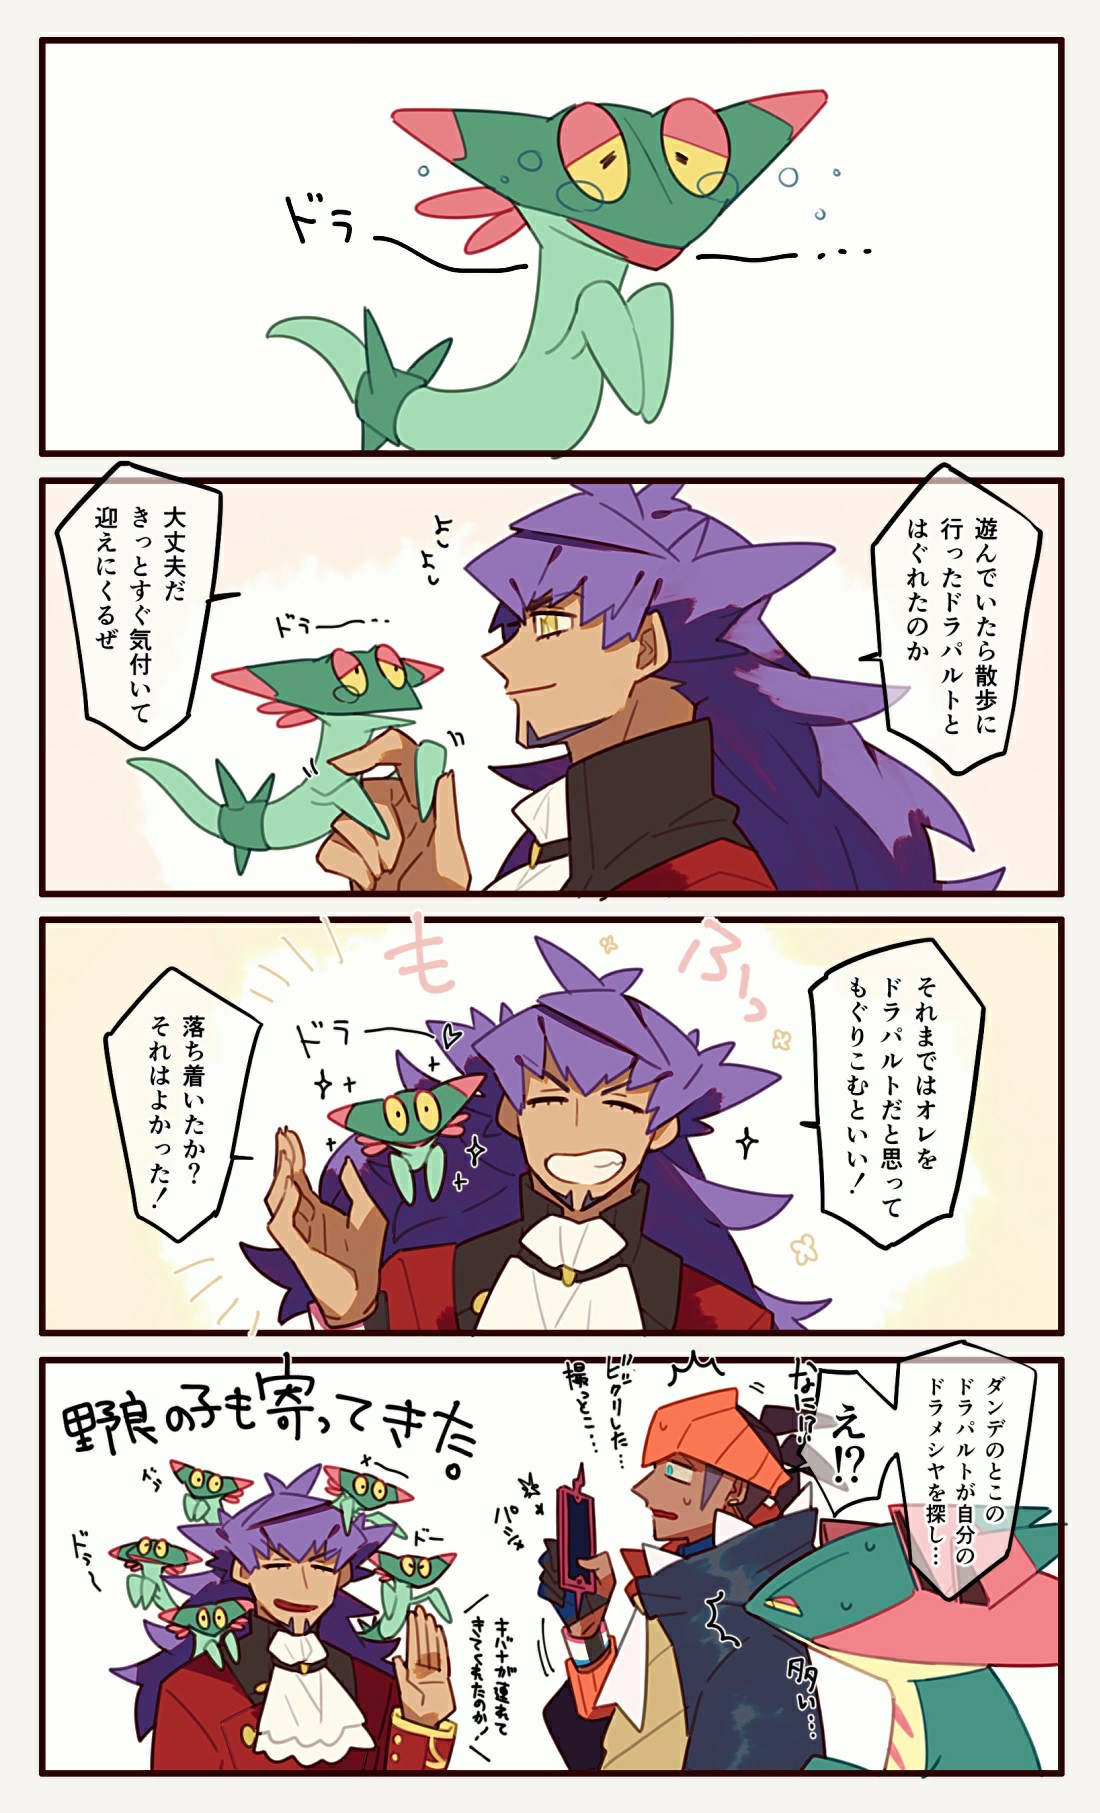 ドラ
遊んでいたら散歩に
行ったドラパルトと
はぐれたのか
よし
よし
ドラ
大丈夫だ
きっとすぐ気付いて
迎えにくるぜ
それまではオレを
ドラパルトだと思って
もぐりこむといい！
もふっ
ドラ
落ち着いたか？
それはよかった！
ダンデのとこの
ドラパルトが自分の
ドラメシヤを探し…
え!?
なに!?
ビックリした…
撮っとこ…
パシャ
多い…
野良の子も寄ってきた。
ドラ〜
ドー
キバナが連れて
きてくれたのか！